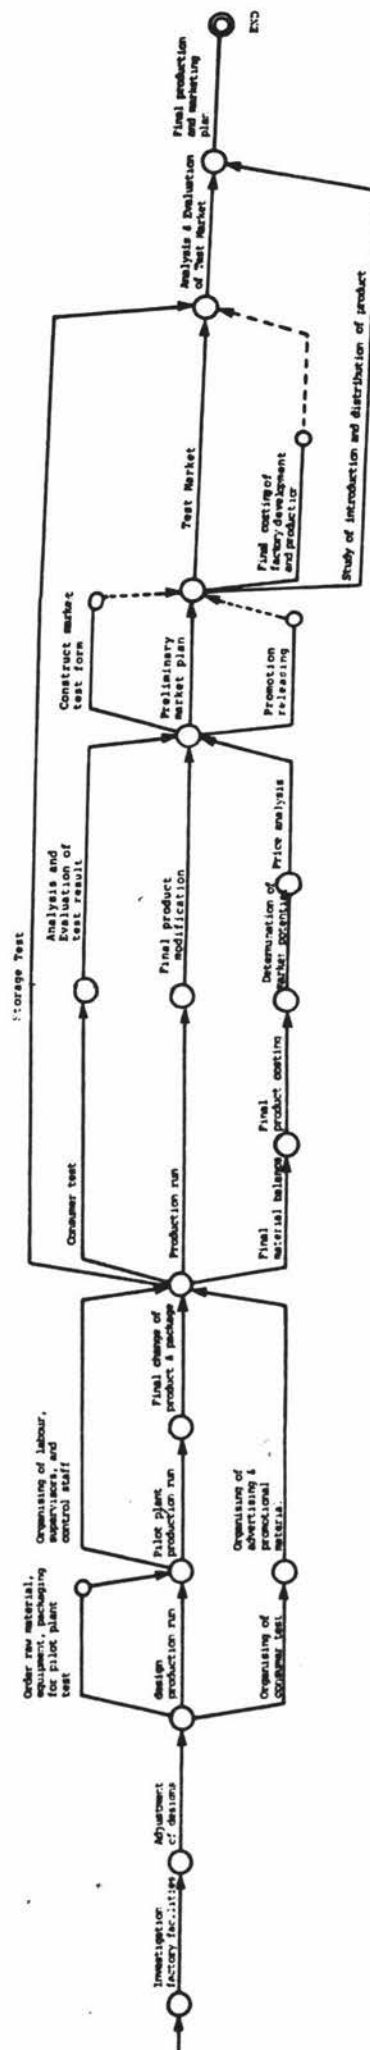 Investigation
factory facilities
Adjustment
of designs
Order raw material,
equipment, packaging
for pilot plant
test
design
production run
Organising of
consumer test
Organising of labour,
supervisors, and
control staff
Pilot plant
production run
Organising of
advertising &
promotional
material
Final change of
product & package
Storage Test
Consumer test
Production run
Final
material balance
Final
product costing
Analysis and
Evaluation of
test result
Final product
modification
Determination of
market potential
Price analysis
Construct market
test form
Preliminary
market plan
Promotion
releasing
Test Market
Final costing of
factory development
and production
Study of introduction and distribution of product
Analysis & Evaluation
of Test Market
Final production
and marketing
plan